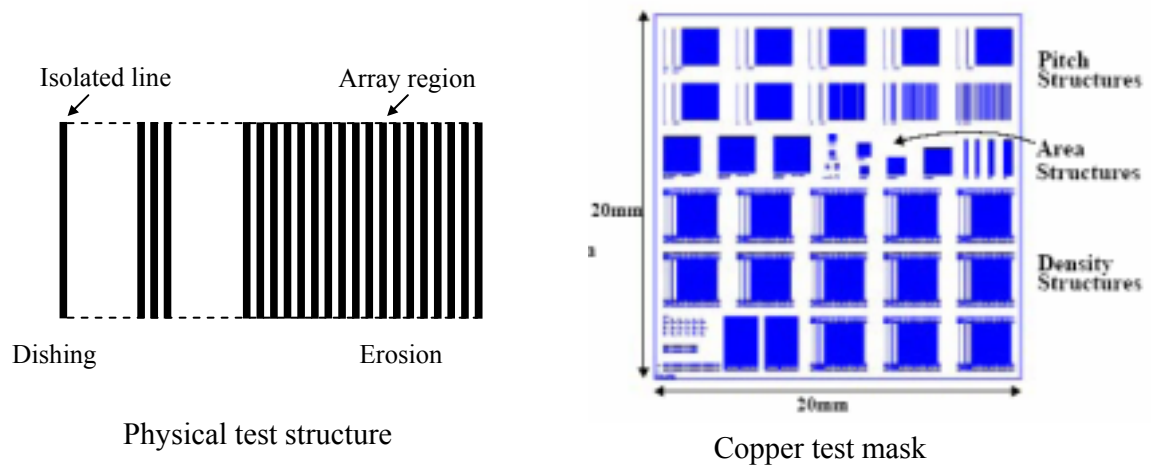 Isolated line
Array region
Dishing
Erosion
Physical test structure
Pitch
Structures
Area
Structures
20mm
Density
Structures
20mm
Copper test mask